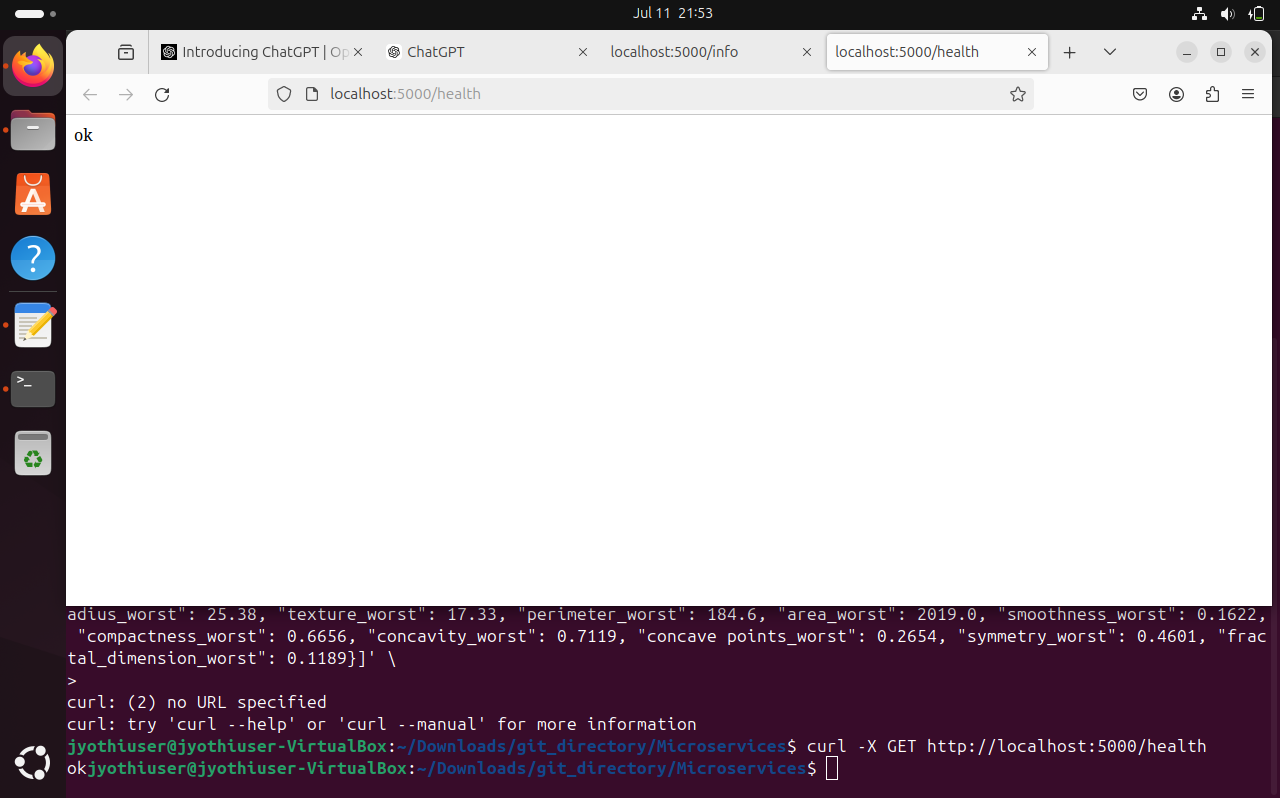 Jul 11 21:53
Introducing ChatGPT | Op
ChatGPT
localhost:5000/info
localhost:5000/health
localhost:5000/health
ok
adius_worst": 25.38, "texture_worst": 17.33, "perimeter_worst": 184.6, "area_worst": 2019.0, "smoothness_worst": 0.1622,
"compactness_worst": 0.6656, "concavity_worst": 0.7119, "concave points_worst": 0.2654, "symmetry_worst": 0.4601, "frac
tal_dimension_worst": 0.1189}]' \
>
curl: (2) no URL specified
curl: try 'curl --help' or 'curl --manual' for more information
jyothiuser@jyothiuser-VirtualBox:~/Downloads/git_directory/Microservices$ curl -X GET http://localhost:5000/health
okjyothiuser@jyothiuser-VirtualBox:~/Downloads/git_directory/Microservices$